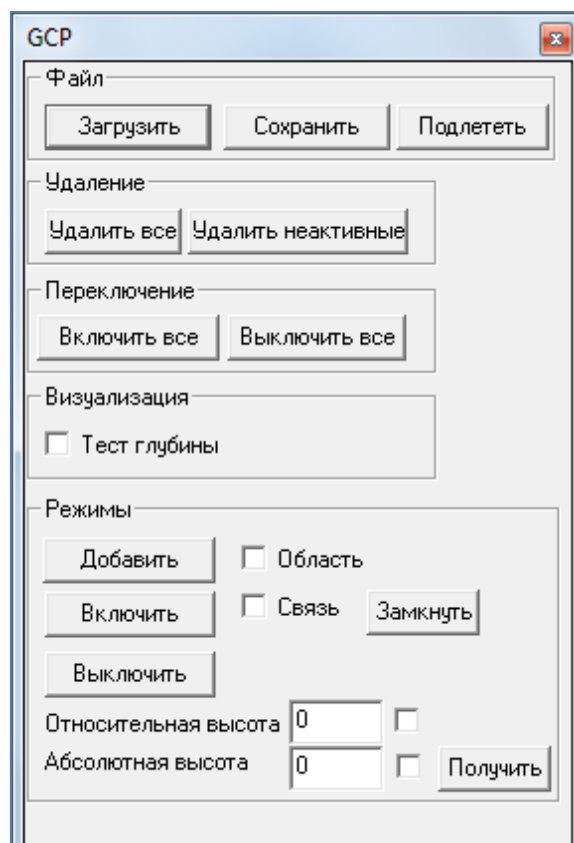 GCP
Файл
Загрузить Сохранить Подлететь
Удаление
Удалить все Удалить неактивные
Переключение
Включить все Выключить все
Визуализация
Тест глубины
Режимы
Добавить Область
Включить Связь Замкнуть
Выключить
Относительная высота 0
Абсолютная высота 0 Получить